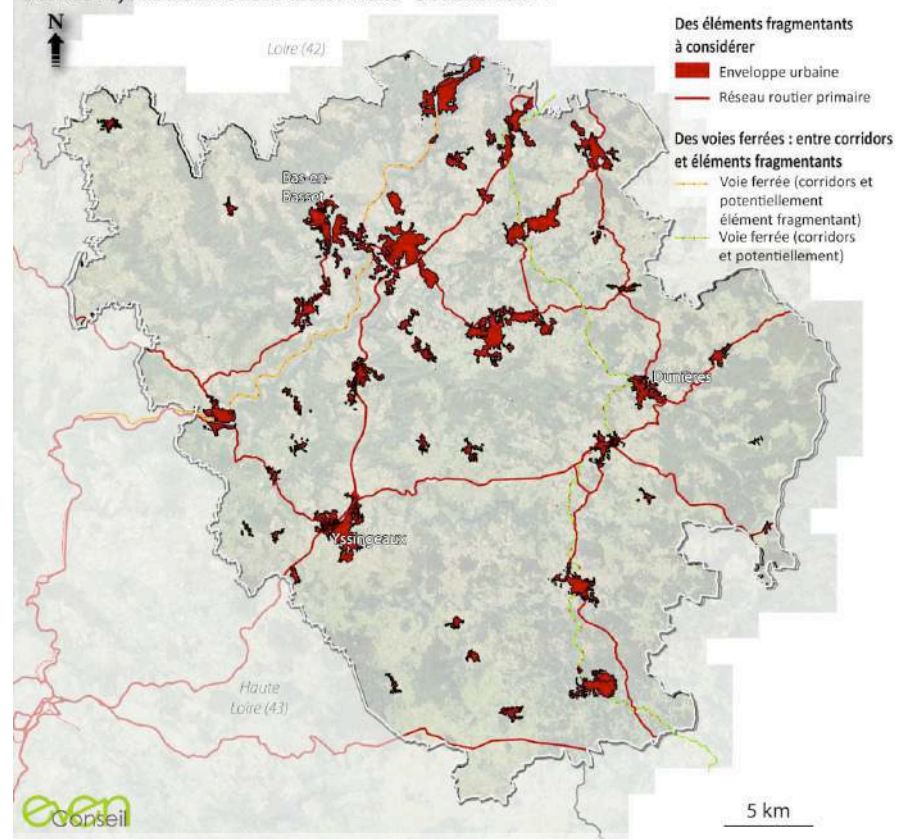 N
Loire (42)
Des éléments fragmentants
à considérer
Enveloppe urbaine
Réseau routier primaire
Des voies ferrées : entre corridors
et éléments fragmentants
Voie ferrée (corridors et
potentiellement
élément fragmentant)
Voie ferrée (corridors
et potentiellement)
Bas-en-
Basset
Dunières
Yssingeaux
Haute
Loire (43)
even
Conseil
5 km